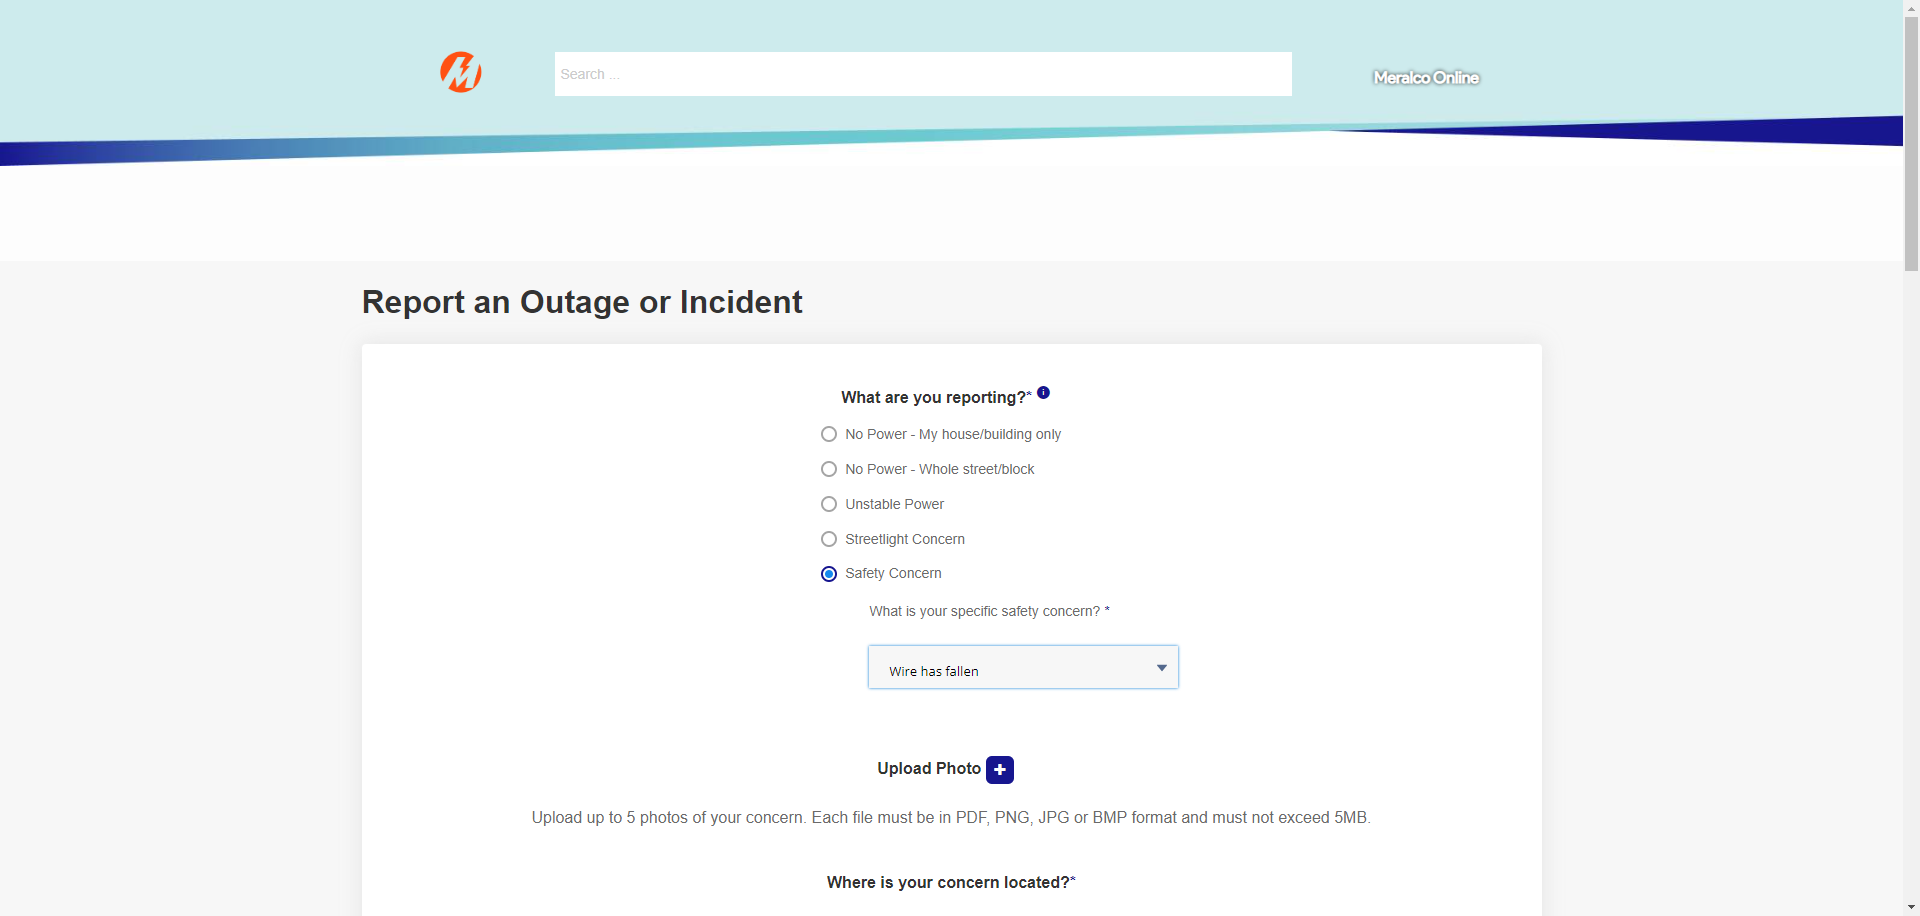 Search ...
Meralco Online
Report an Outage or Incident
What are you reporting?* i
No Power - My house/building only
No Power - Whole street/block
Unstable Power
Streetlight Concern
Safety Concern
What is your specific safety concern? *
Wire has fallen
Upload Photo +
Upload up to 5 photos of your concern. Each file must be in PDF, PNG, JPG or BMP format and must not exceed 5MB.
Where is your concern located?*